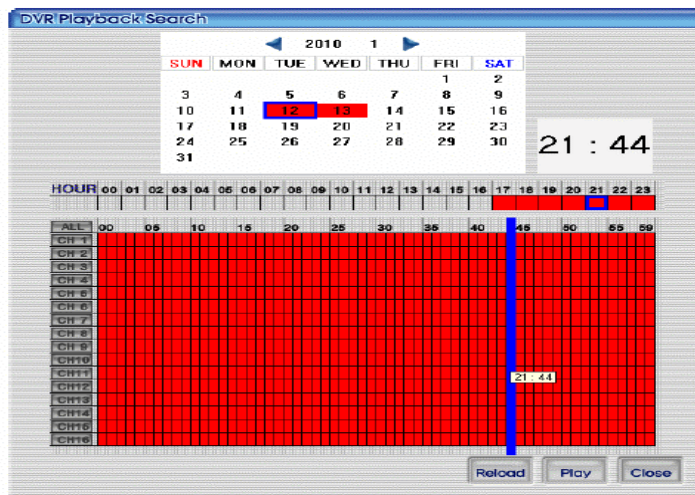 DVR Playback Search
2010 1
SUN MON TUE WED THU FRI SAT
1 2
3 4 5 6 7 8 9
10 11 12 13 14 15 16
17 18 19 20 21 22 23
24 25 26 27 28 29 30
31
21 : 44
HOUR 00 01 02 03 04 05 06 07 08 09 10 11 12 13 14 15 16 17 18 19 20 21 22 23
ALL 00 05 10 15 20 25 30 35 40 45 50 55 59
CH 1
CH 2
CH 3
CH 4
CH 5
CH 6
CH 7
CH 8
CH 9
CH10
CH11
21 : 44
CH12
CH13
CH14
CH15
CH16
Reload Play Close